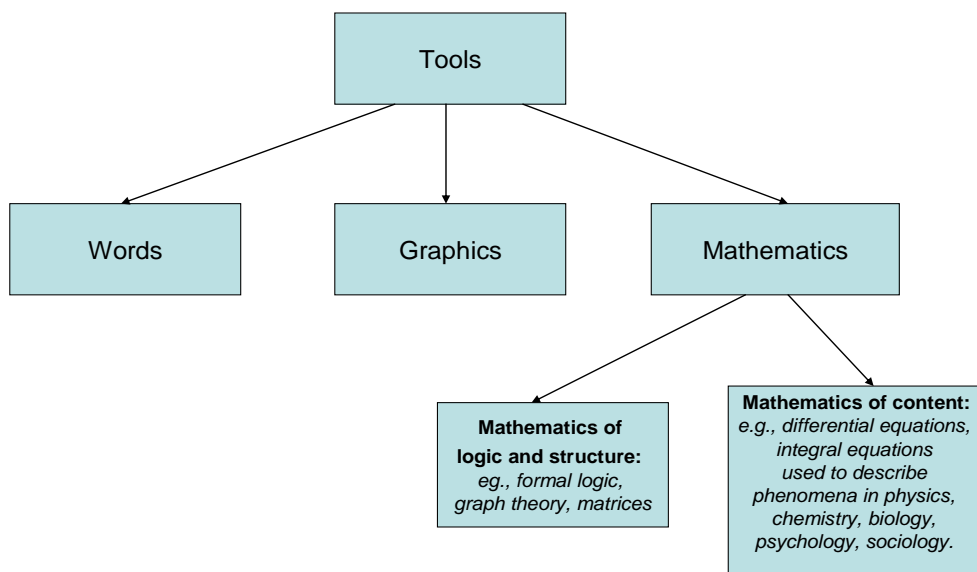 Tools
Words
Graphics
Mathematics
Mathematics of
logic and structure:
eg., formal logic,
graph theory, matrices
Mathematics of content:
e.g., differential equations,
integral equations
used to describe
phenomena in physics,
chemistry, biology,
psychology, sociology.